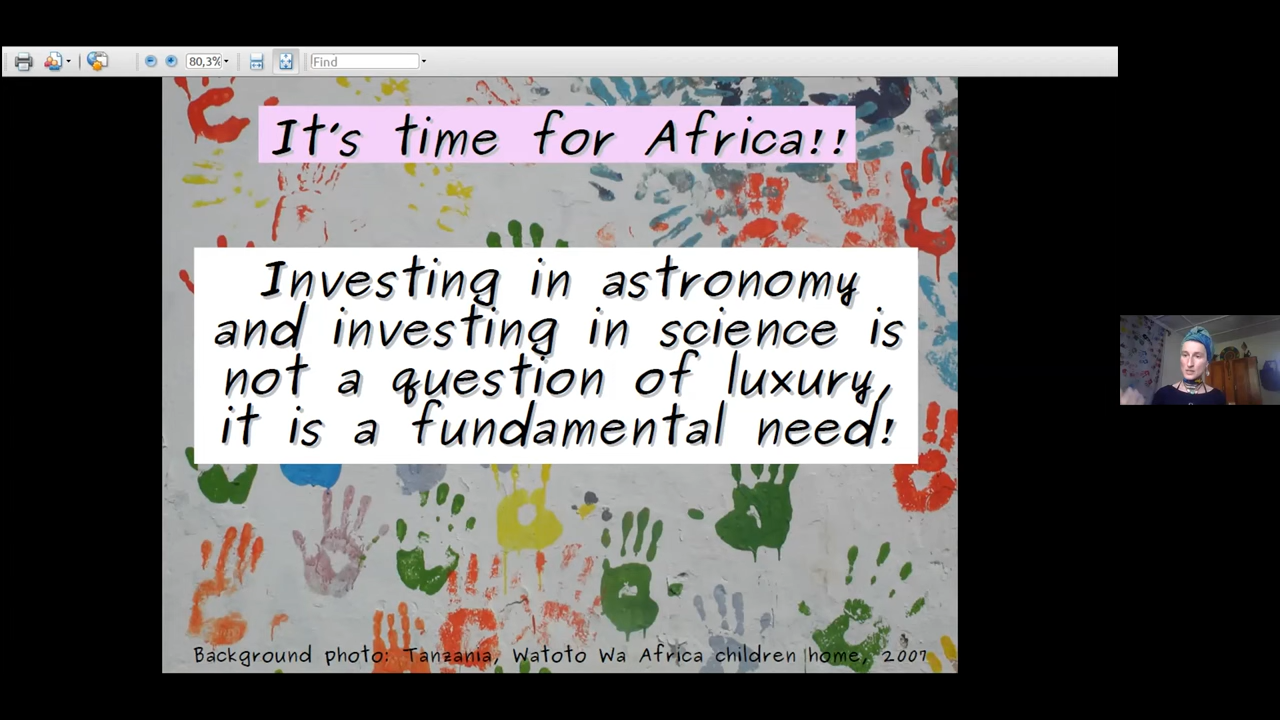 80,3%
Find
It's time for Africa!!
Investing in astronomy
and investing in science is
not a question of luxury,
it is a fundamental need!
Background photo: Tanzania, Watoto Wa Africa children home, 2007